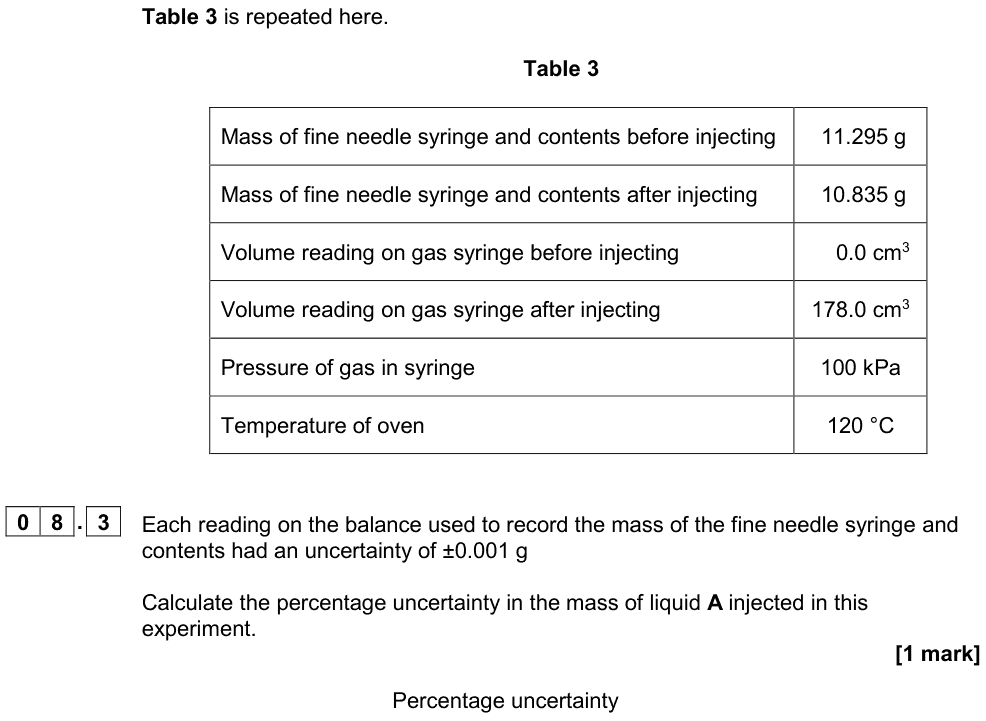 Table 3 is repeated here.
Table 3
Mass of fine needle syringe and contents before injecting 11.295 g
Mass of fine needle syringe and contents after injecting 10.835 g
Volume reading on gas syringe before injecting 0.0 cm³
Volume reading on gas syringe after injecting 178.0 cm³
Pressure of gas in syringe 100 kPa
Temperature of oven 120 °C
0 8 . 3 Each reading on the balance used to record the mass of the fine needle syringe and
contents had an uncertainty of ±0.001 g
Calculate the percentage uncertainty in the mass of liquid A injected in this
experiment.
[1 mark]
Percentage uncertainty